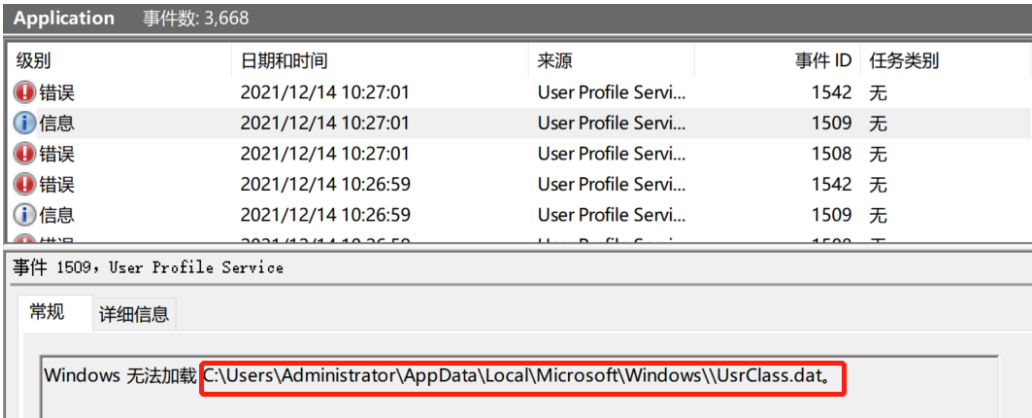 Application 事件数: 3,668
级别 日期和时间 来源 事件 ID 任务类别
错误 2021/12/14 10:27:01 User Profile Servi... 1542 无
信息 2021/12/14 10:27:01 User Profile Servi... 1509 无
错误 2021/12/14 10:27:01 User Profile Servi... 1508 无
错误 2021/12/14 10:26:59 User Profile Servi... 1542 无
信息 2021/12/14 10:26:59 User Profile Servi... 1509 无
事件 1509，User Profile Service
常规 详细信息
Windows 无法加载 C:\Users\Administrator\AppData\Local\Microsoft\Windows\\UsrClass.dat。